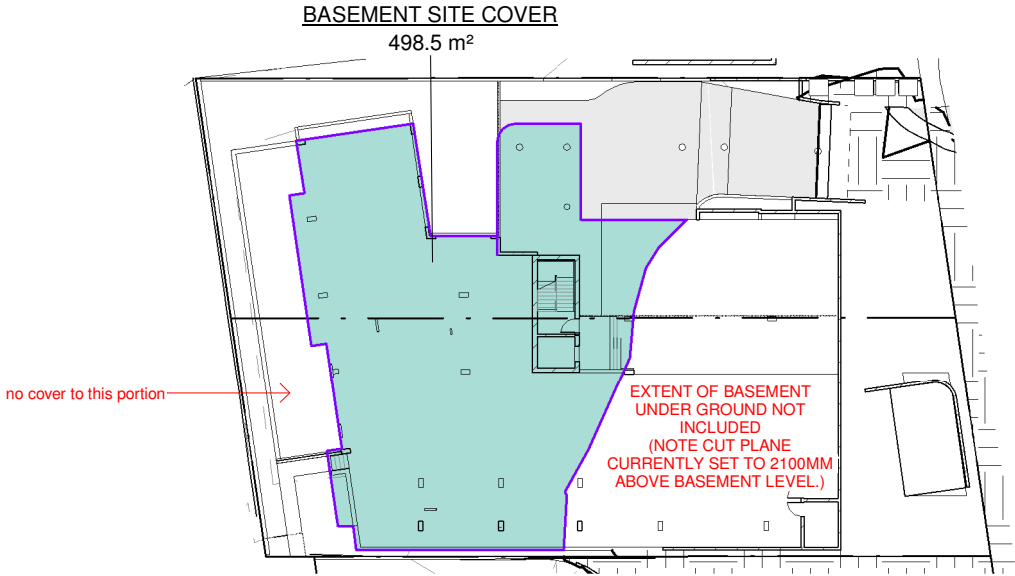 BASEMENT SITE COVER
498.5 m²
no cover to this portion
EXTENT OF BASEMENT
UNDER GROUND NOT
INCLUDED
(NOTE CUT PLANE
CURRENTLY SET TO 2100MM
ABOVE BASEMENT LEVEL.)